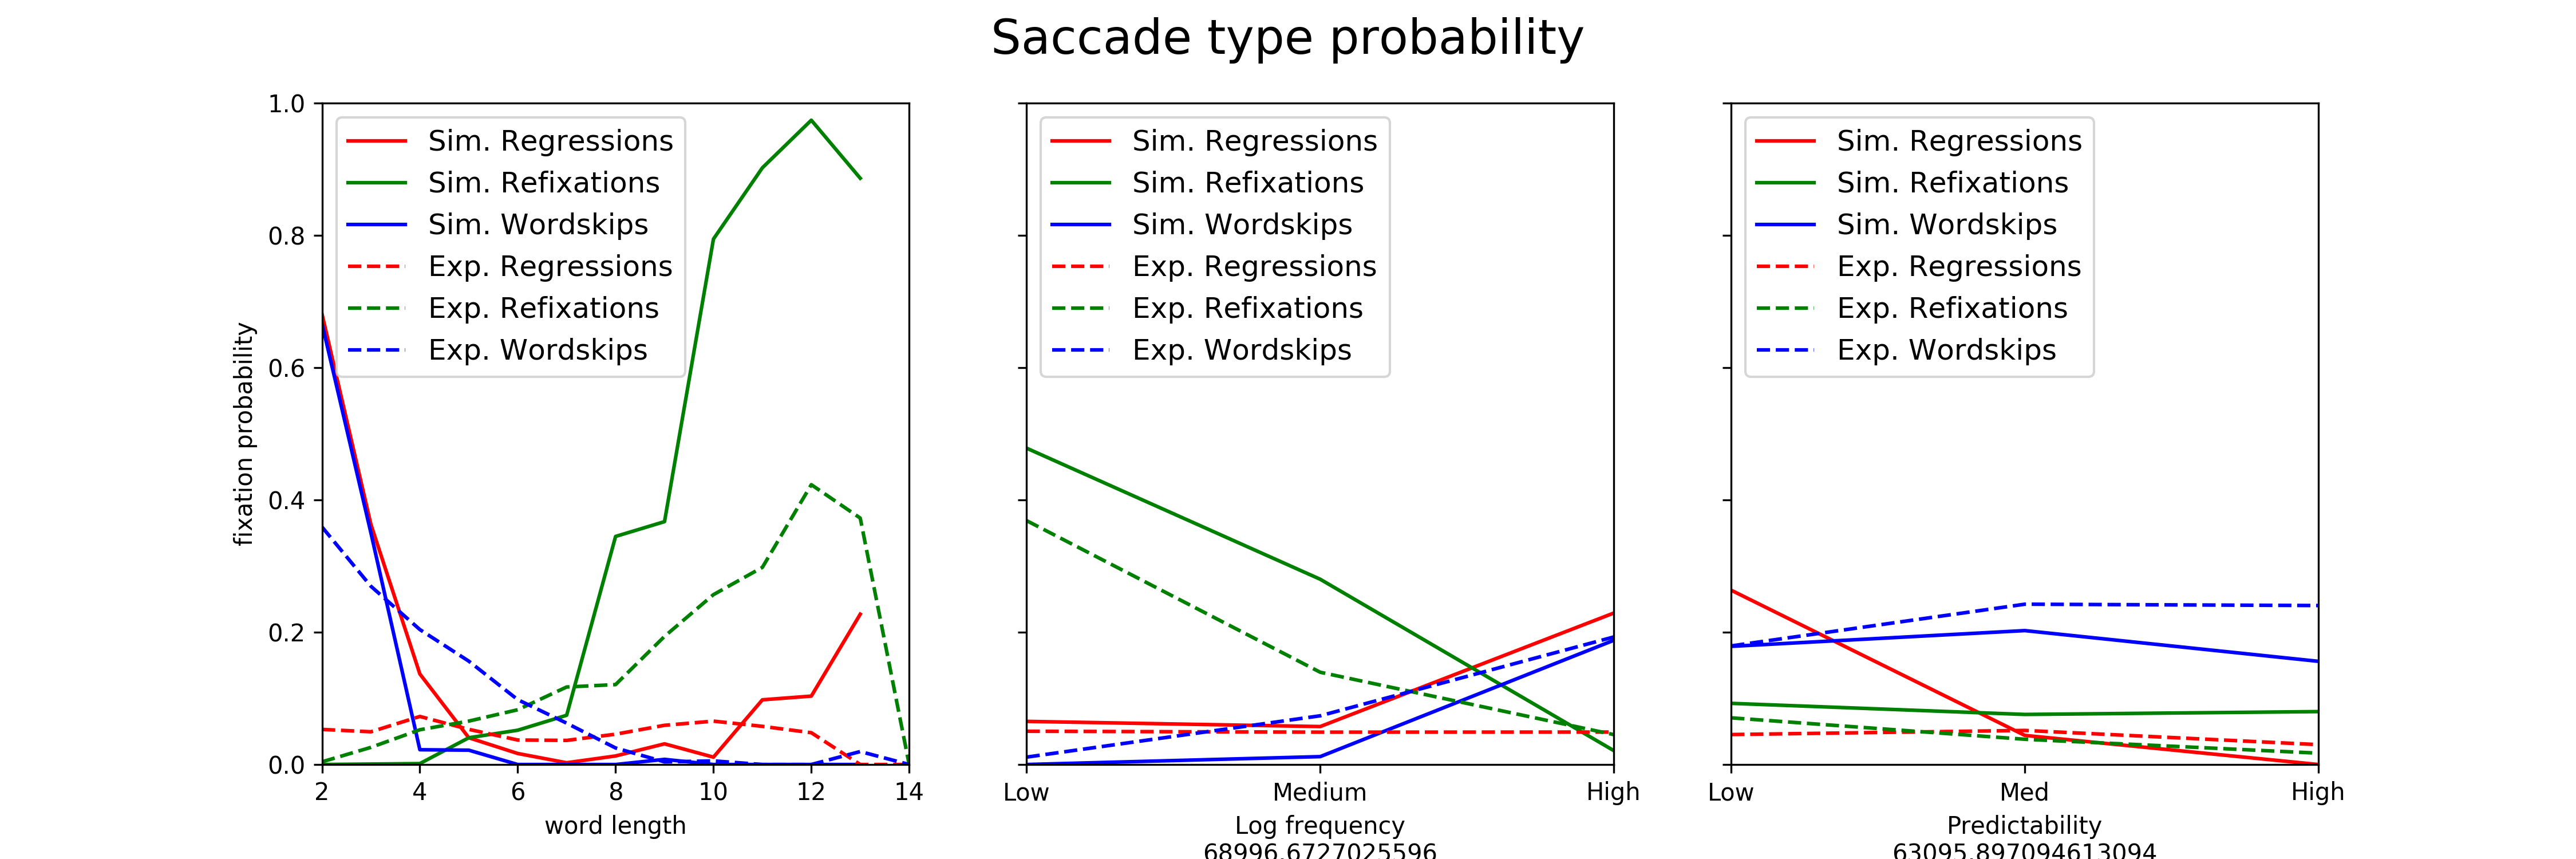 Saccade type probability
1.0
0.8
0.6
0.4
0.2
0.0
fixation probability
Sim. Regressions
Sim. Refixations
Sim. Wordskips
Exp. Regressions
Exp. Refixations
Exp. Wordskips
2 4 6 8 10 12 14
word length
Sim. Regressions
Sim. Refixations
Sim. Wordskips
Exp. Regressions
Exp. Refixations
Exp. Wordskips
Low Medium High
Log frequency
68996.6727025596
Sim. Regressions
Sim. Refixations
Sim. Wordskips
Exp. Regressions
Exp. Refixations
Exp. Wordskips
Low Med High
Predictability
63095.897094613094